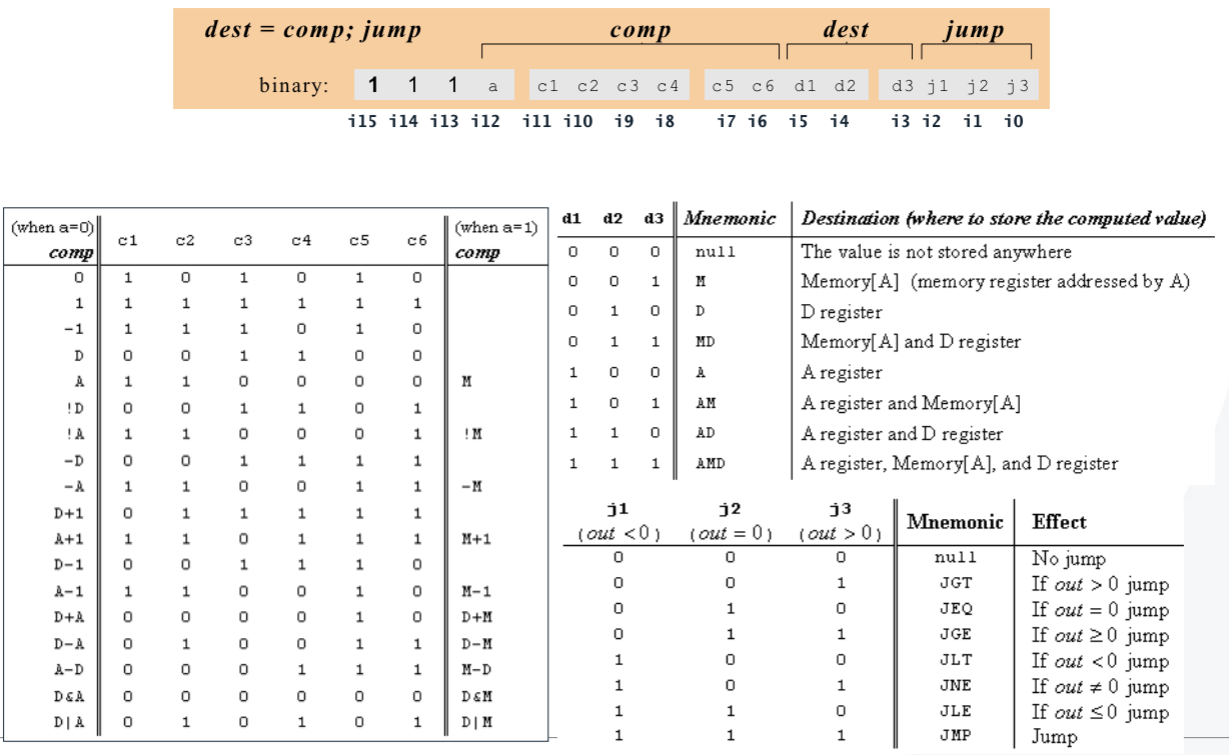 dest = comp; jump comp dest jump
binary: 1 1 1 a c1 c2 c3 c4 c5 c6 d1 d2 d3 j1 j2 j3
i15 i14 i13 i12 i11 i10 i9 i8 i7 i6 i5 i4 i3 i2 i1 i0
(when a=0) comp c1 c2 c3 c4 c5 c6 (when a=1) comp
0 1 0 1 0 1 0
1 1 1 1 1 1 1
-1 1 1 1 0 1 0
D 0 0 1 1 0 0
A 1 1 0 0 0 0 M
!D 0 0 1 1 0 1
!A 1 1 0 0 0 1 !M
-D 0 0 1 1 1 1
-A 1 1 0 0 1 1 -M
D+1 0 1 1 1 1 1
A+1 1 1 0 1 1 1 M+1
D-1 0 0 1 1 1 0
A-1 1 1 0 0 1 0 M-1
D+A 0 0 0 0 1 0 D+M
D-A 0 1 0 0 1 1 D-M
A-D 0 0 0 1 1 1 M-D
D&A 0 0 0 0 0 0 D&M
D|A 0 1 0 1 0 1 D|M
d1 d2 d3 Mnemonic Destination (where to store the computed value)
0 0 0 null The value is not stored anywhere
0 0 1 M Memory[A] (memory register addressed by A)
0 1 0 D D register
0 1 1 MD Memory[A] and D register
1 0 0 A A register
1 0 1 AM A register and Memory[A]
1 1 0 AD A register and D register
1 1 1 AMD A register, Memory[A], and D register
j1 j2 j3 Mnemonic Effect
(out < 0) (out = 0) (out > 0)
0 0 0 null No jump
0 0 1 JGT If out > 0 jump
0 1 0 JEQ If out = 0 jump
0 1 1 JGE If out ≥ 0 jump
1 0 0 JLT If out < 0 jump
1 0 1 JNE If out ≠ 0 jump
1 1 0 JLE If out ≤ 0 jump
1 1 1 JMP Jump